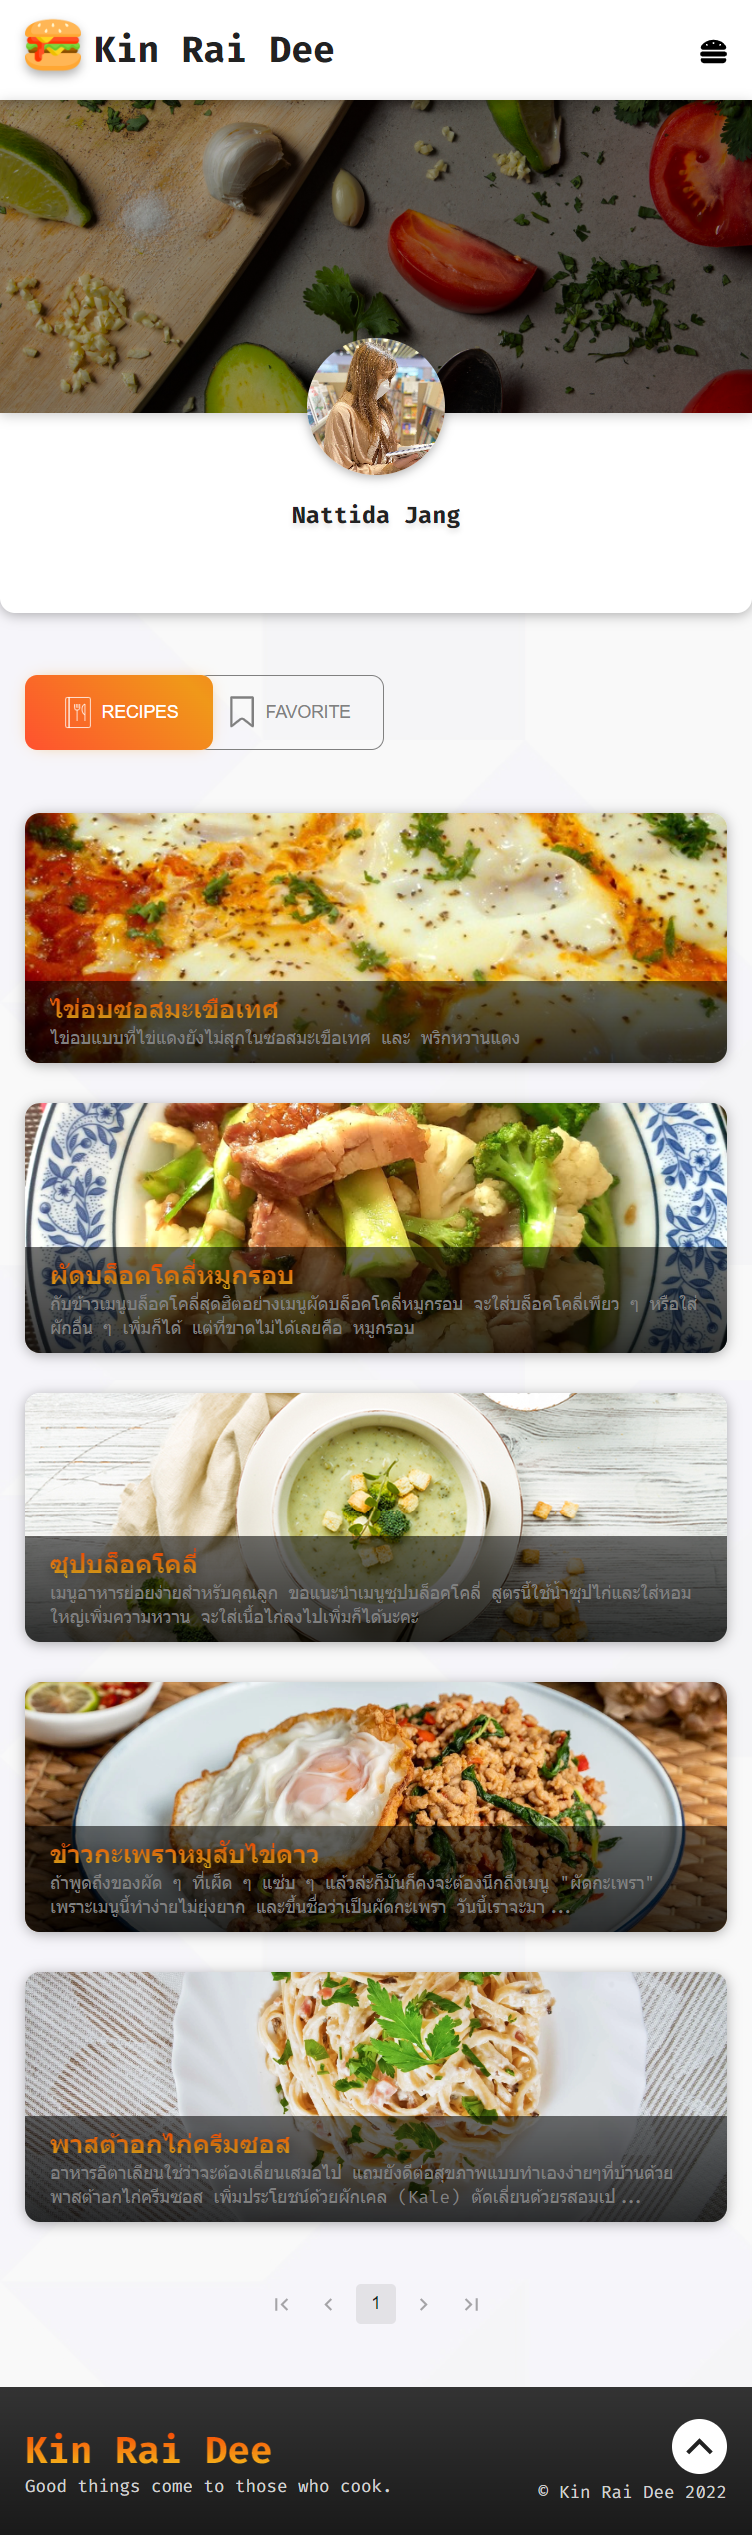 Kin Rai Dee
Nattida Jang
RECIPES
FAVORITE
ไข่อบซอสมะเขือเทศ
ไข่อบแบบที่ไข่แดงยังไม่สุกในซอสมะเขือเทศ และ พริกหวานแดง
ผัดบล็อคโคลี่หมูกรอบ
กับข้าวเมนูบล็อคโคลี่สุดฮิตอย่างเมนูผัดบล็อคโคลี่หมูกรอบ จะใส่บล็อคโคลี่เพียว ๆ หรือใส่
ผักอื่น ๆ เพิ่มก็ได้ แต่ที่ขาดไม่ได้เลยคือ หมูกรอบ
ซุปบล็อคโคลี่
เมนูอาหารย่อยง่ายสำหรับคุณลูก ขอแนะนำเมนูซุปบล็อคโคลี่ สูตรนี้ใช้น้ำซุปไก่และใส่หอม
ใหญ่เพิ่มความหวาน จะใส่เนื้อไก่ลงไปเพิ่มก็ได้นะคะ
ข้าวกะเพราหมูสับไข่ดาว
ถ้าพูดถึงของผัด ๆ ที่เผ็ด ๆ แซ่บ ๆ แล้วล่ะก็มันก็คงจะต้องนึกถึงเมนู "ผัดกะเพรา"
เพราะเมนูนี้ทำง่ายไม่ยุ่งยาก และขึ้นชื่อว่าเป็นผัดกะเพรา วันนี้เราจะมา...
พาสต้าอกไก่ครีมซอส
อาหารอิตาเลียนใช่ว่าจะต้องเลี่ยนเสมอไป แถมยังดีต่อสุขภาพแบบทำเองง่ายๆที่บ้านด้วย
พาสต้าอกไก่ครีมซอส เพิ่มประโยชน์ด้วยผักเคล (Kale) ตัดเลี่ยนด้วยรสอมเป...
1
Kin Rai Dee
Good things come to those who cook.
© Kin Rai Dee 2022